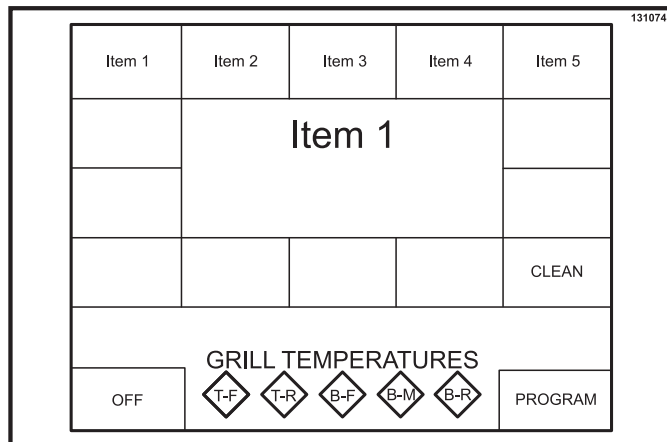 131074
Item 1 Item 2 Item 3 Item 4 Item 5
Item 1
CLEAN
GRILL TEMPERATURES
OFF T-F T-R B-F B-M B-R PROGRAM